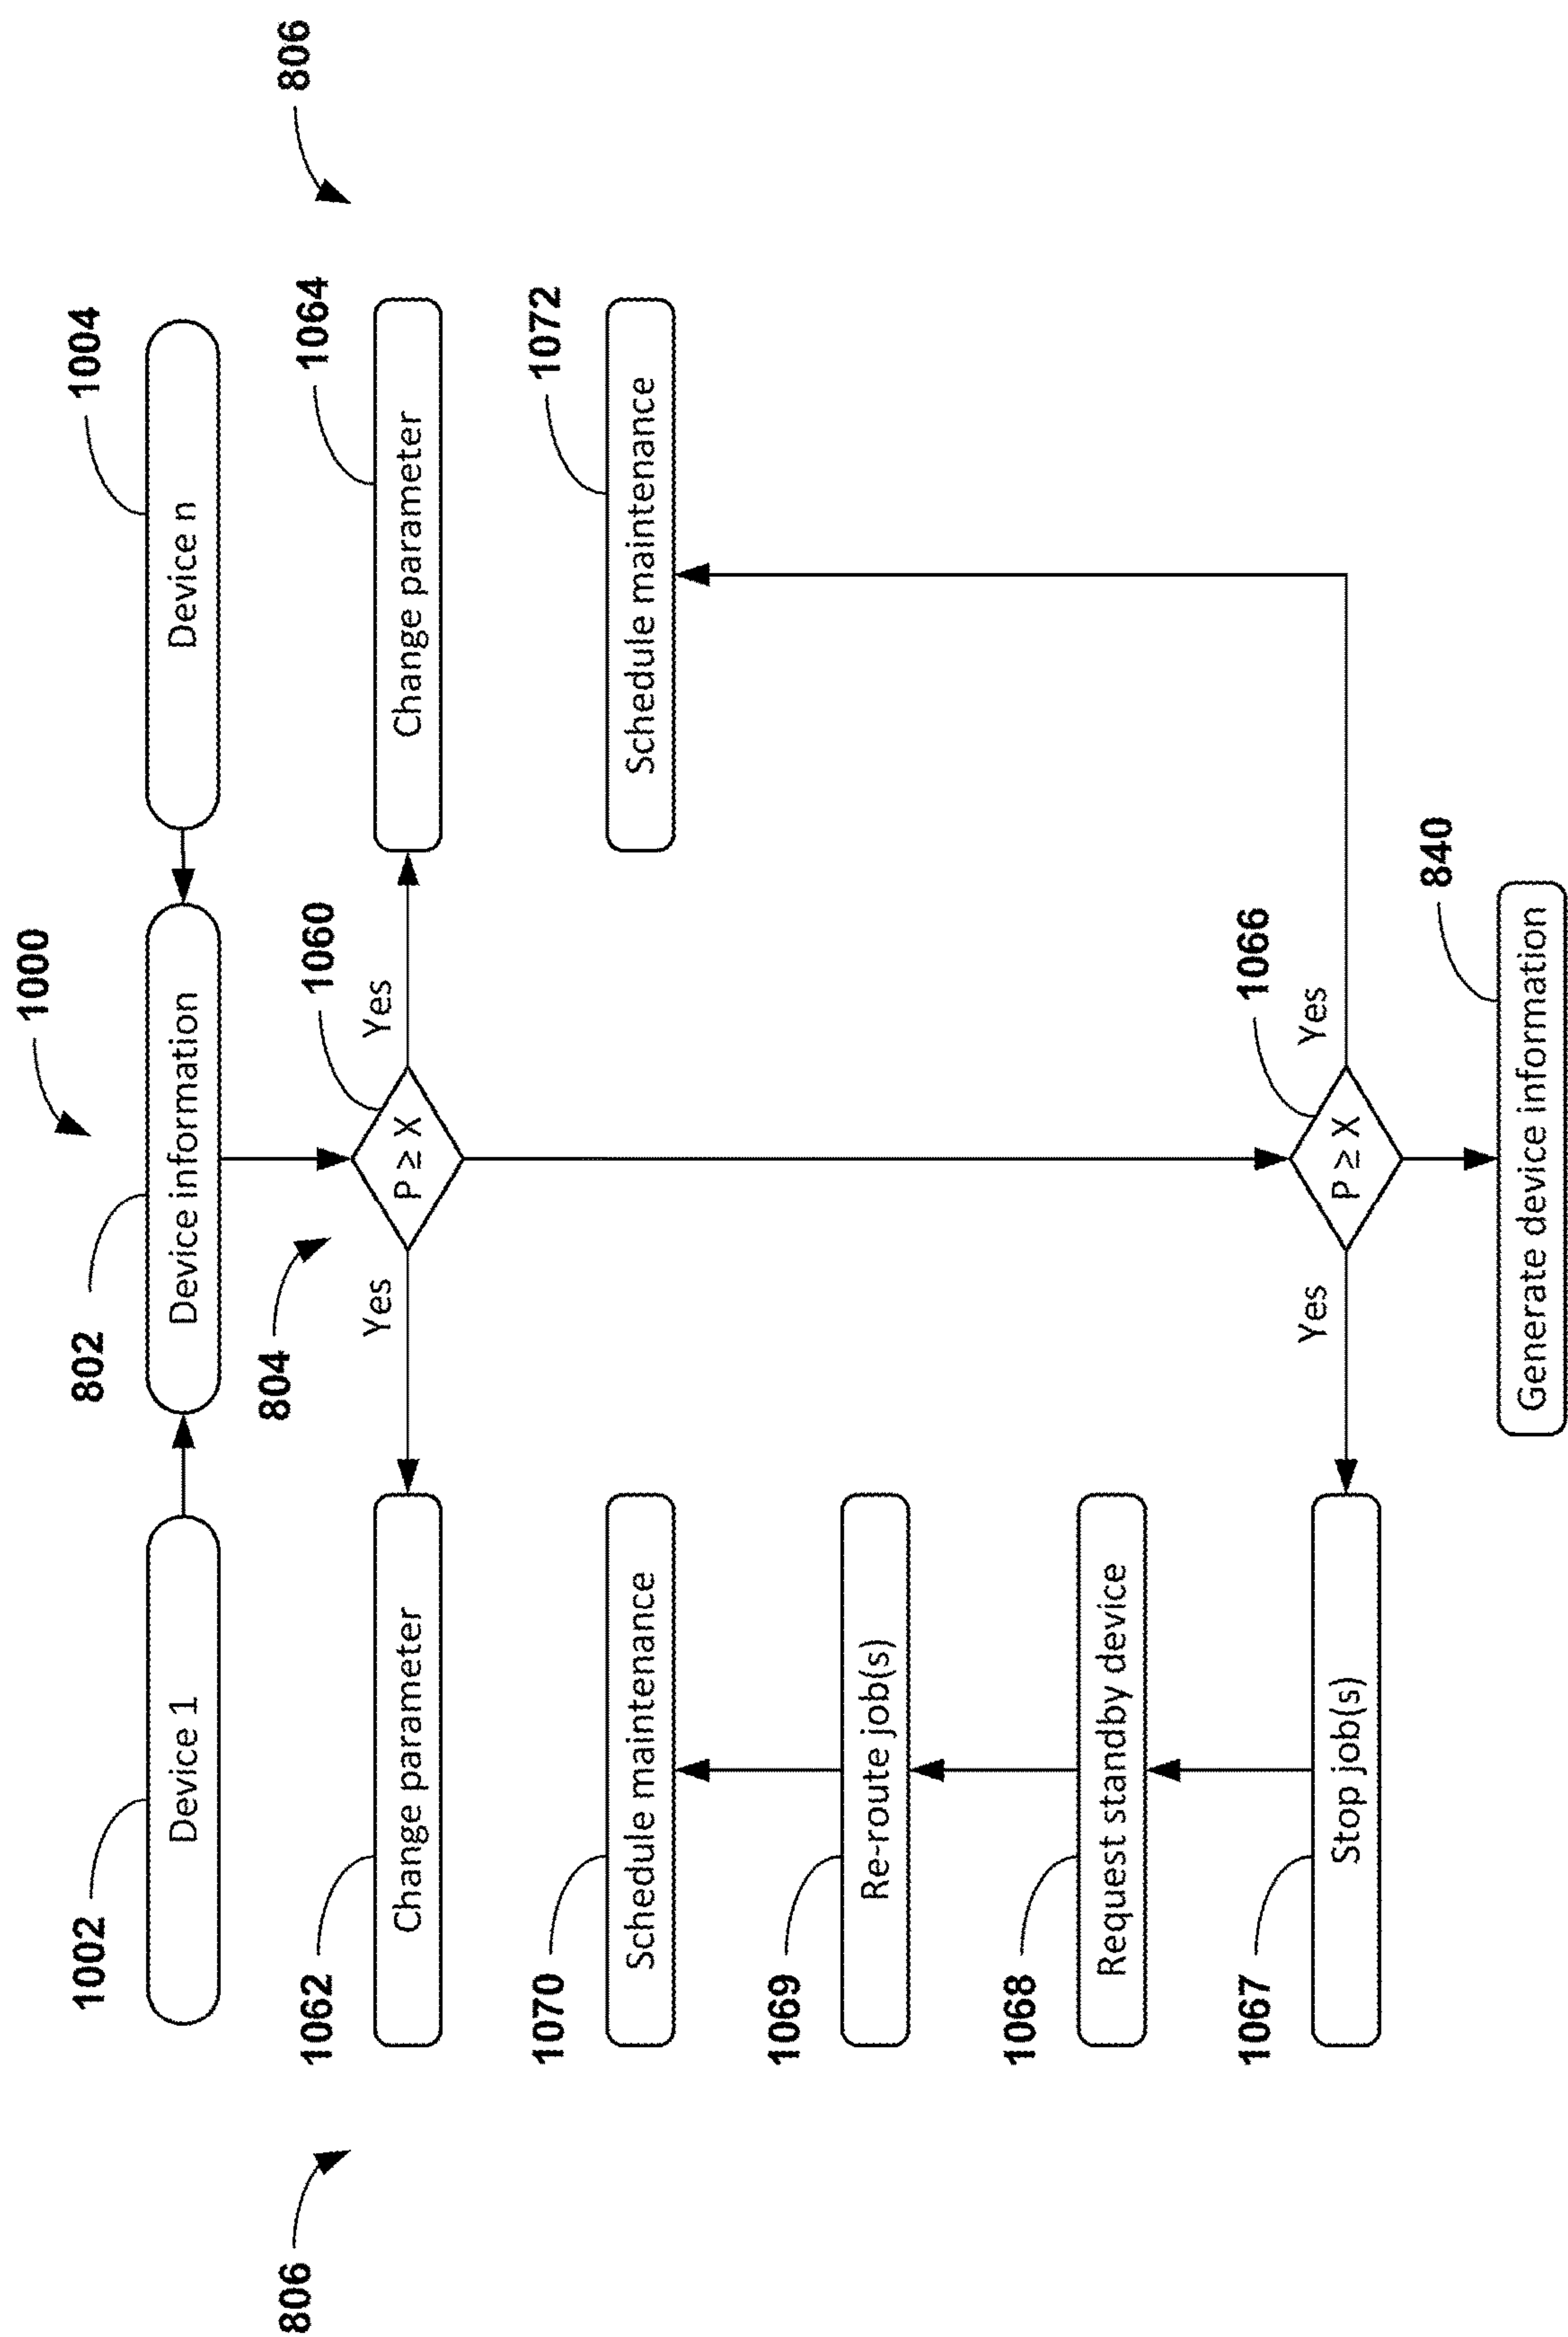 1000
1002
802
1004
Device 1
Device information
Device n
806
804
806
1062
1060
1064
Change parameter
Yes
P ≥ X
Yes
Change parameter
1070
1072
Schedule maintenance
Schedule maintenance
1069
Re-route job(s)
1068
Request standby device
1067
1066
Stop job(s)
Yes
P ≥ X
Yes
840
Generate device information